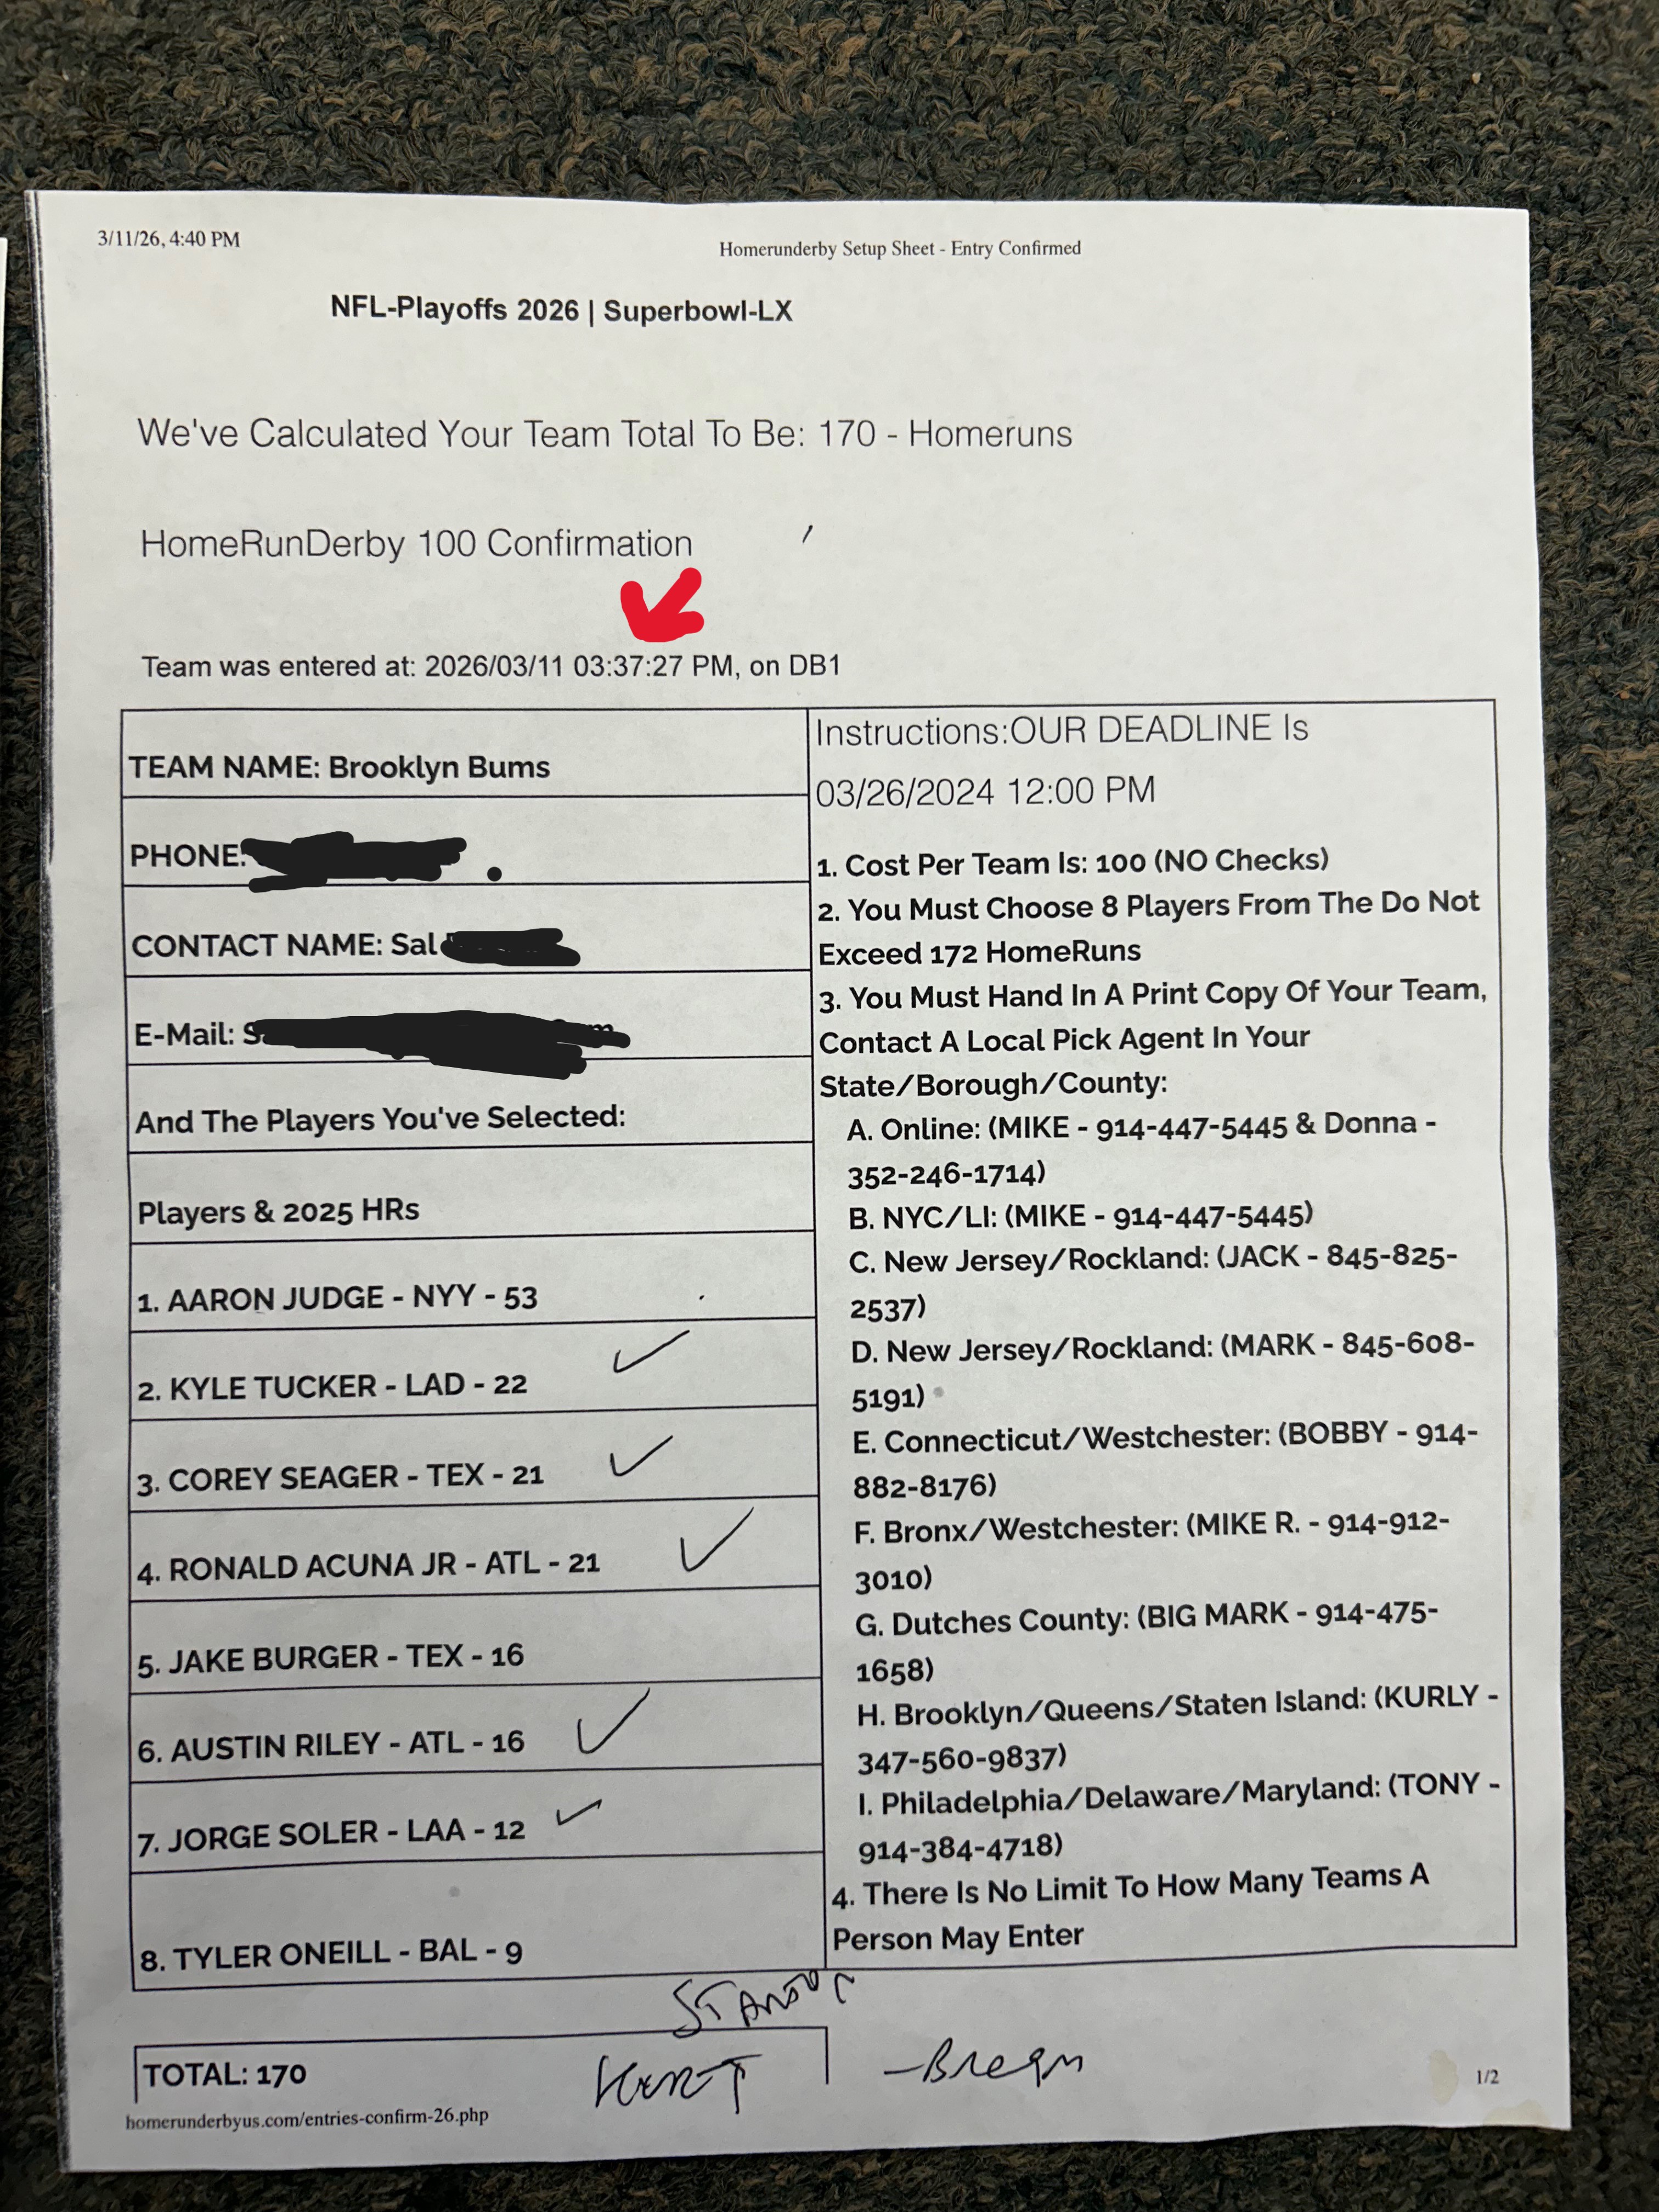 3/11/26, 4:40 PM
Homerunderby Setup Sheet - Entry Confirmed
NFL-Playoffs 2026 | Superbowl-LX
We've Calculated Your Team Total To Be: 170 - Homeruns
HomeRunDerby 100 Confirmation
Team was entered at: 2026/03/11 03:37:27 PM, on DB1
TEAM NAME: Brooklyn Bums
PHONE:
CONTACT NAME: Sal
E-Mail: S
And The Players You've Selected:
Players & 2025 HRs
1. AARON JUDGE - NYY - 53
2. KYLE TUCKER - LAD - 22
3. COREY SEAGER - TEX - 21
4. RONALD ACUNA JR - ATL - 21
5. JAKE BURGER - TEX - 16
6. AUSTIN RILEY - ATL - 16
7. JORGE SOLER - LAA - 12
8. TYLER ONEILL - BAL - 9
Instructions:OUR DEADLINE Is
03/26/2024 12:00 PM
1. Cost Per Team Is: 100 (NO Checks)
2. You Must Choose 8 Players From The Do Not
Exceed 172 HomeRuns
3. You Must Hand In A Print Copy Of Your Team,
Contact A Local Pick Agent In Your
State/Borough/County:
A. Online: (MIKE - 914-447-5445 & Donna -
352-246-1714)
B. NYC/LI: (MIKE - 914-447-5445)
C. New Jersey/Rockland: (JACK - 845-825-
2537)
D. New Jersey/Rockland: (MARK - 845-608-
5191)
E. Connecticut/Westchester: (BOBBY - 914-
882-8176)
F. Bronx/Westchester: (MIKE R. - 914-912-
3010)
G. Dutches County: (BIG MARK - 914-475-
1658)
H. Brooklyn/Queens/Staten Island: (KURLY -
347-560-9837)
I. Philadelphia/Delaware/Maryland: (TONY -
914-384-4718)
4. There Is No Limit To How Many Teams A
Person May Enter
TOTAL: 170
homerunderbyus.com/entries-confirm-26.php
1/2